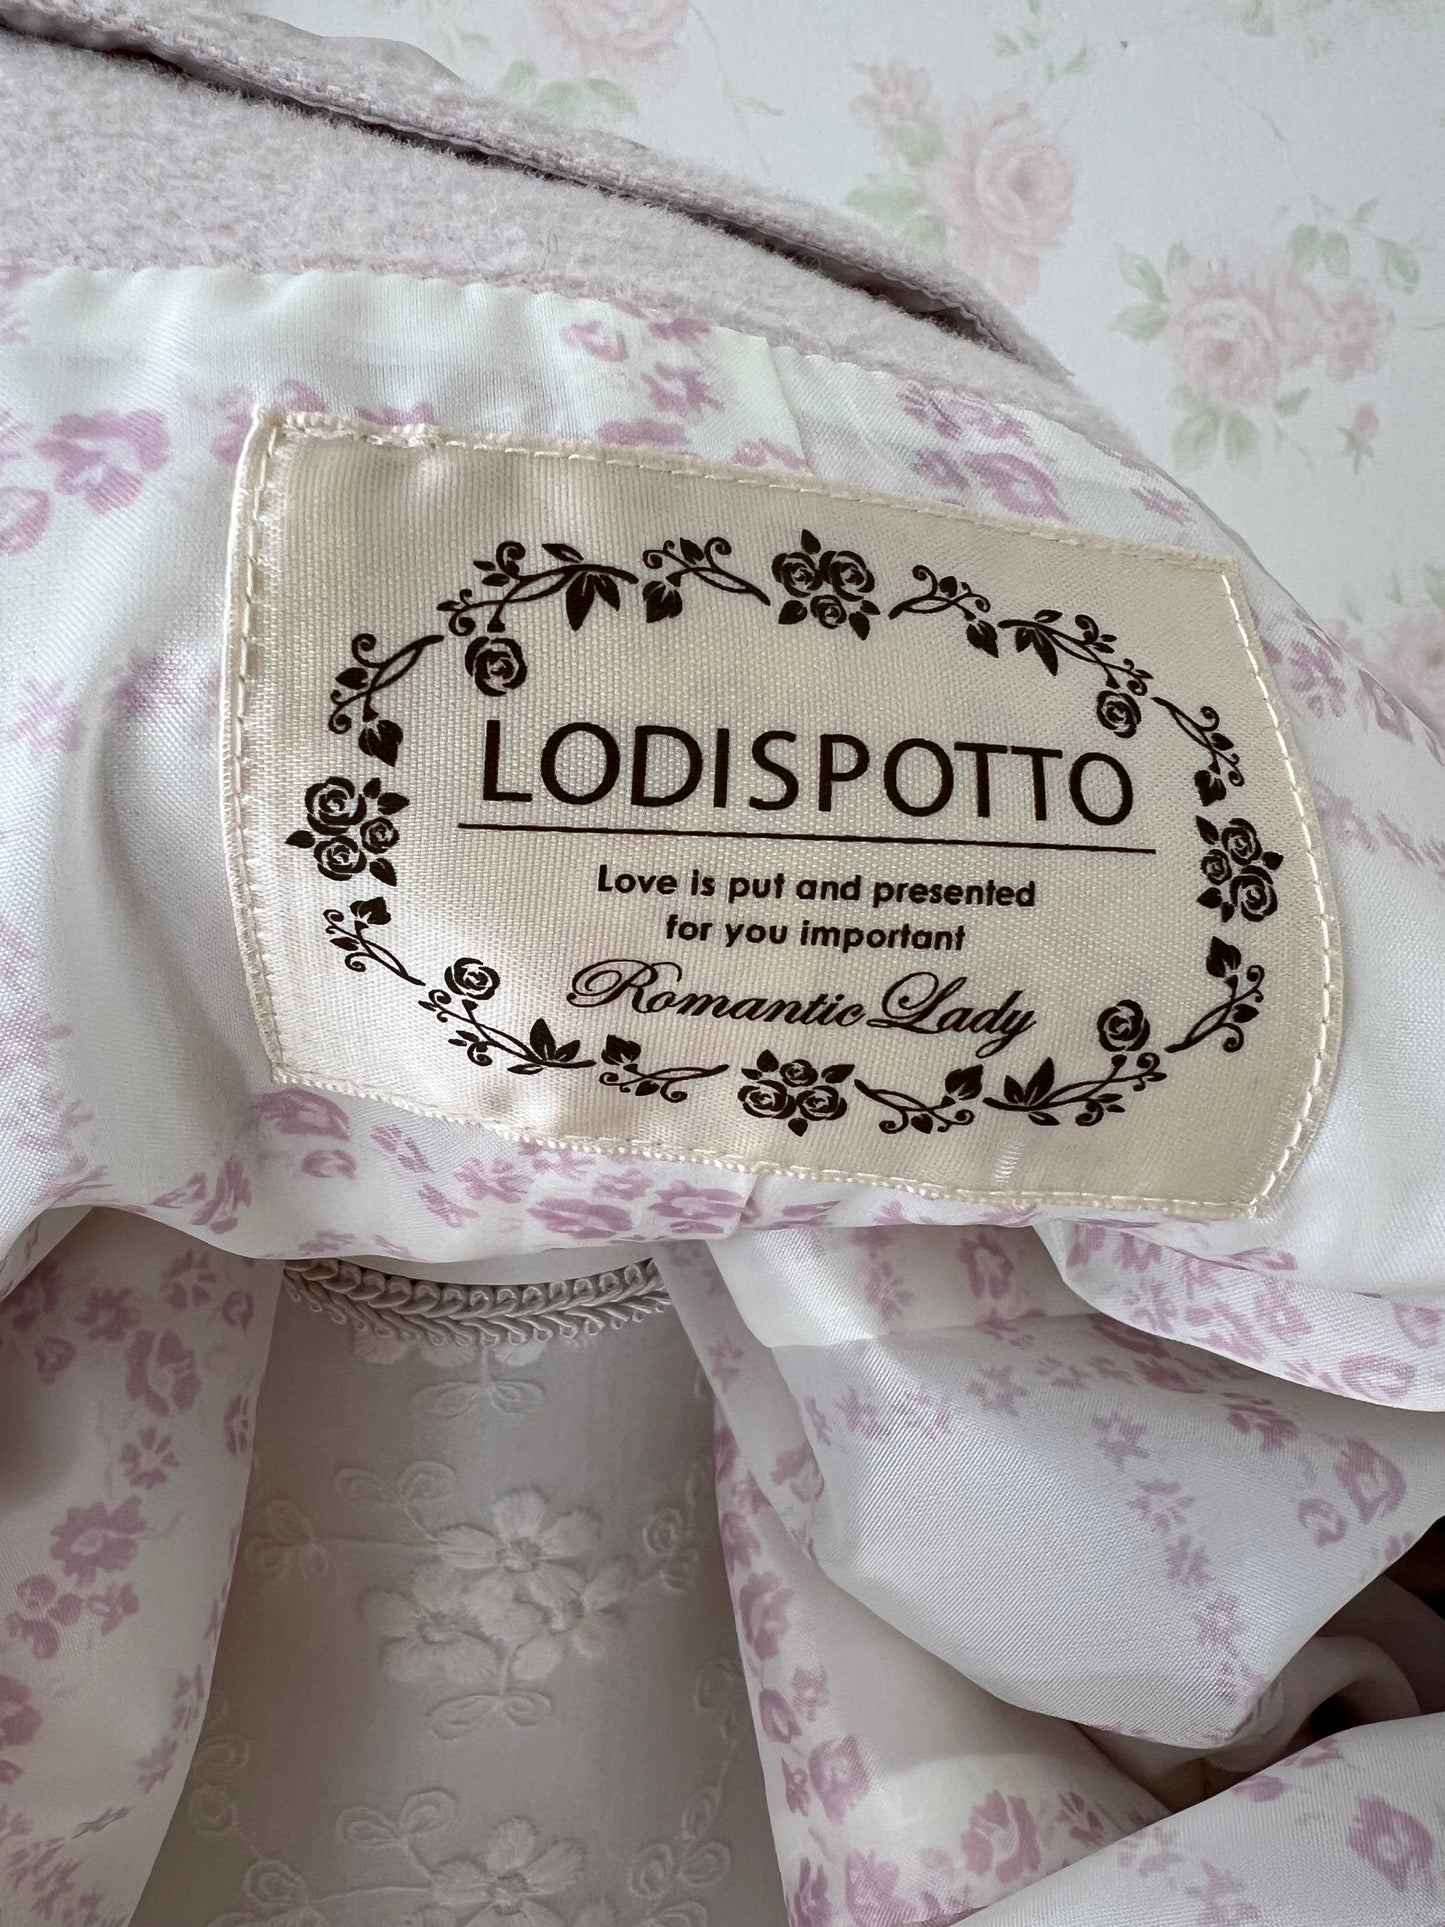 LODISPOTTO
Love is put and presented
for you important
Romantic Lady